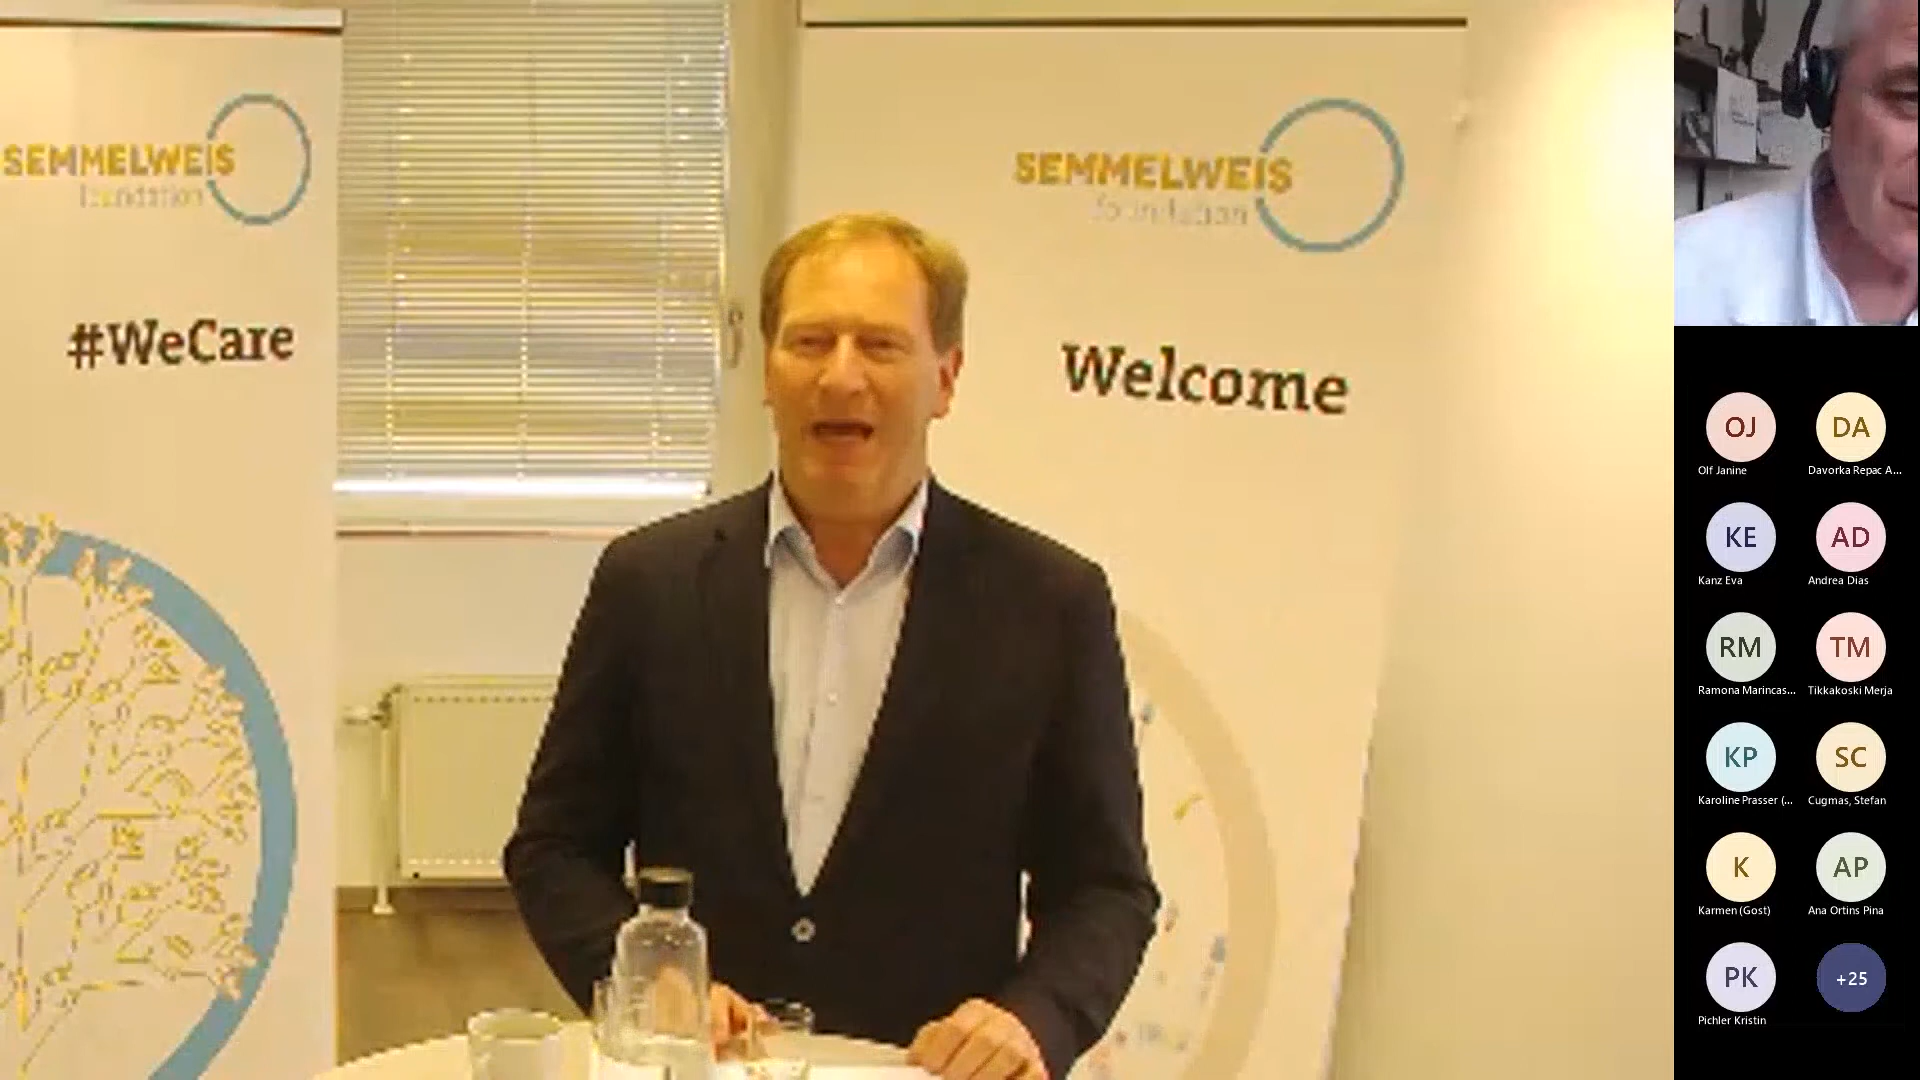 SEMMELWEIS
foundation
#WeCare
SEMMELWEIS
foundation
Welcome
OJ
Olf Janine
DA
Davorka Repac A...
KE
Kanz Eva
AD
Andrea Dias
RM
Ramona Marincas...
TM
Tikkakoski Merja
KP
Karoline Prasser (...
SC
Cugmas, Stefan
K
Karmen (Gost)
AP
Ana Ortins Pina
PK
Pichler Kristin
+25